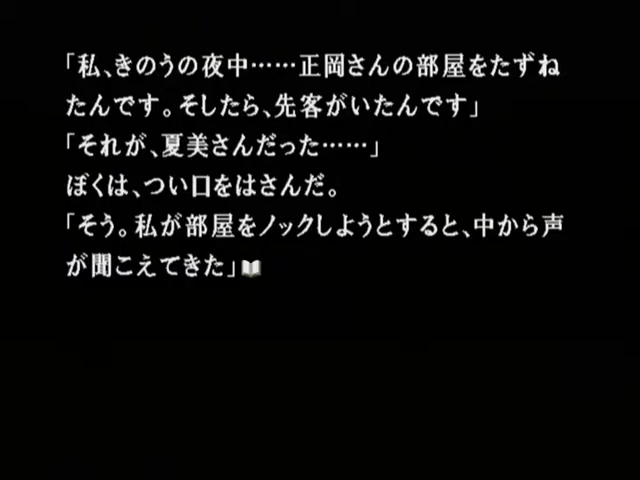 「私、きのうの夜中……正岡さんの部屋をたずね
たんです。そしたら、先客がいたんです」
「それが、夏美さんだった……」
ぼくは、つい口をはさんだ。
「そう。私が部屋をノックしようとすると、中から声
が聞こえてきた」